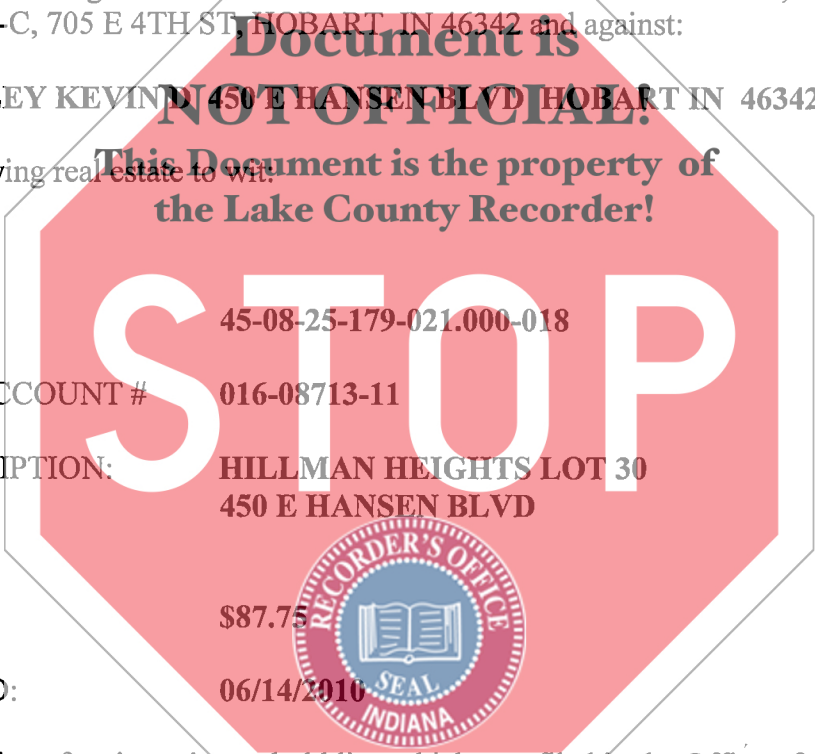 -C, 705 E 4TH ST, HOBART IN 46342 and against:
Document is
EY KEVIN D 450 E HANSEN BLVD HOBART IN 46342
NOT OFFICIAL!
ing real estate to wit:
This Document is the property of
the Lake County Recorder!
45-08-25-179-021.000-018
STOP
CCOUNT # 016-08713-11
IPTION: HILLMAN HEIGHTS LOT 30
450 E HANSEN BLVD
RECORDER'S OFFICE
$87.75
SEAL
06/14/2010
INDIANA